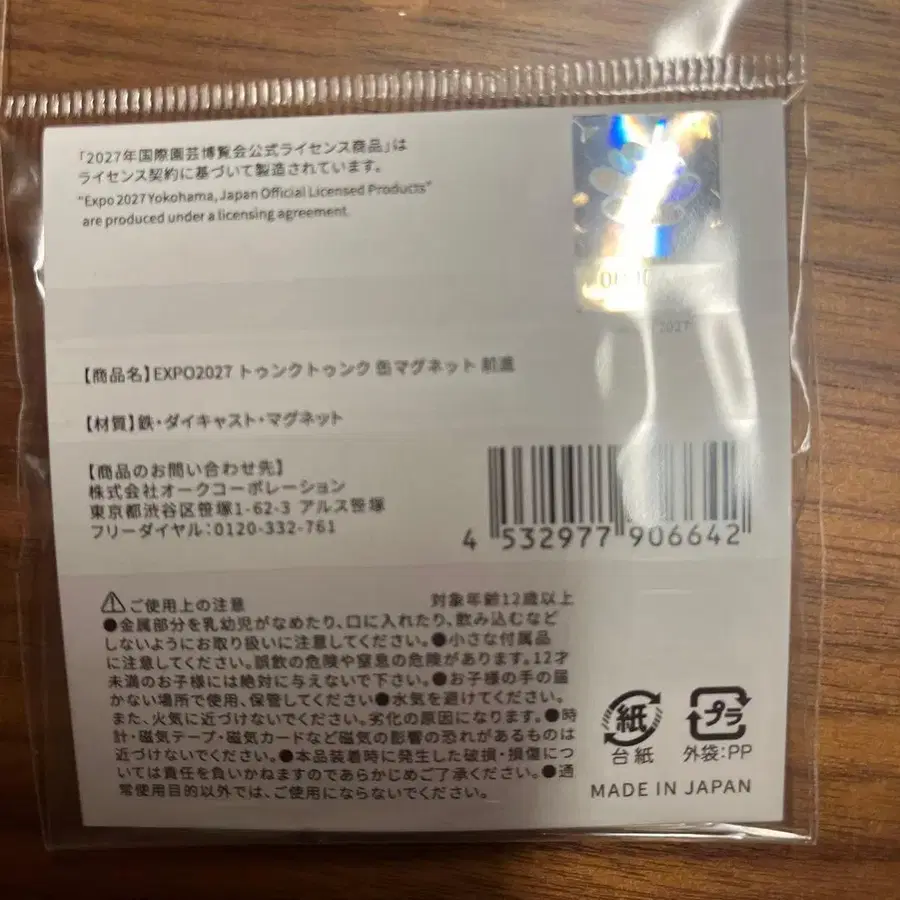 「2027年国際園芸博覧会公式ライセンス商品」は
ライセンス契約に基づいて製造されています。
"Expo 2027 Yokohama, Japan Official Licensed Products"
are produced under a licensing agreement.
2027
【商品名】EXPO2027 トゥンクトゥンク 缶マグネット 前進
【材質】鉄・ダイキャスト・マグネット
【商品のお問い合わせ先】
株式会社オークコーポレーション
東京都渋谷区笹塚1-62-3 アルス笹塚
フリーダイヤル：0120-332-761
4 532977 906642
⚠ご使用上の注意 対象年齢12歳以上
●金属部分を乳幼児がなめたり、口に入れたり、飲み込むなど
しないようにお取り扱いに注意してください。●小さな付属品
に注意してください。誤飲の危険や窒息の危険があります。12才
未満のお子様には絶対に与えないで下さい。●お子様の手の届
かない場所で使用、保管してください●水気を避けてください。
また、火気に近づけないでください。劣化の原因になります。●時
計・磁気テープ・磁気カードなど磁気の影響の恐れがあるものは
近づけないでください。●本品装着時に発生した破損・損傷につ
いては責任を負いかねますのであらかじめご了承ください。●通
常使用目的以外では、ご使用にならないでください。
紙 プラ
台紙 外袋：PP
MADE IN JAPAN